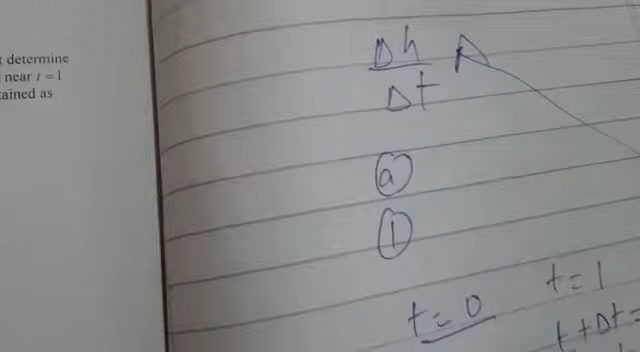 t determine
near t = 1
tained as
Δh
Δt
a
1
t = 1
t = 0
t + Δt =